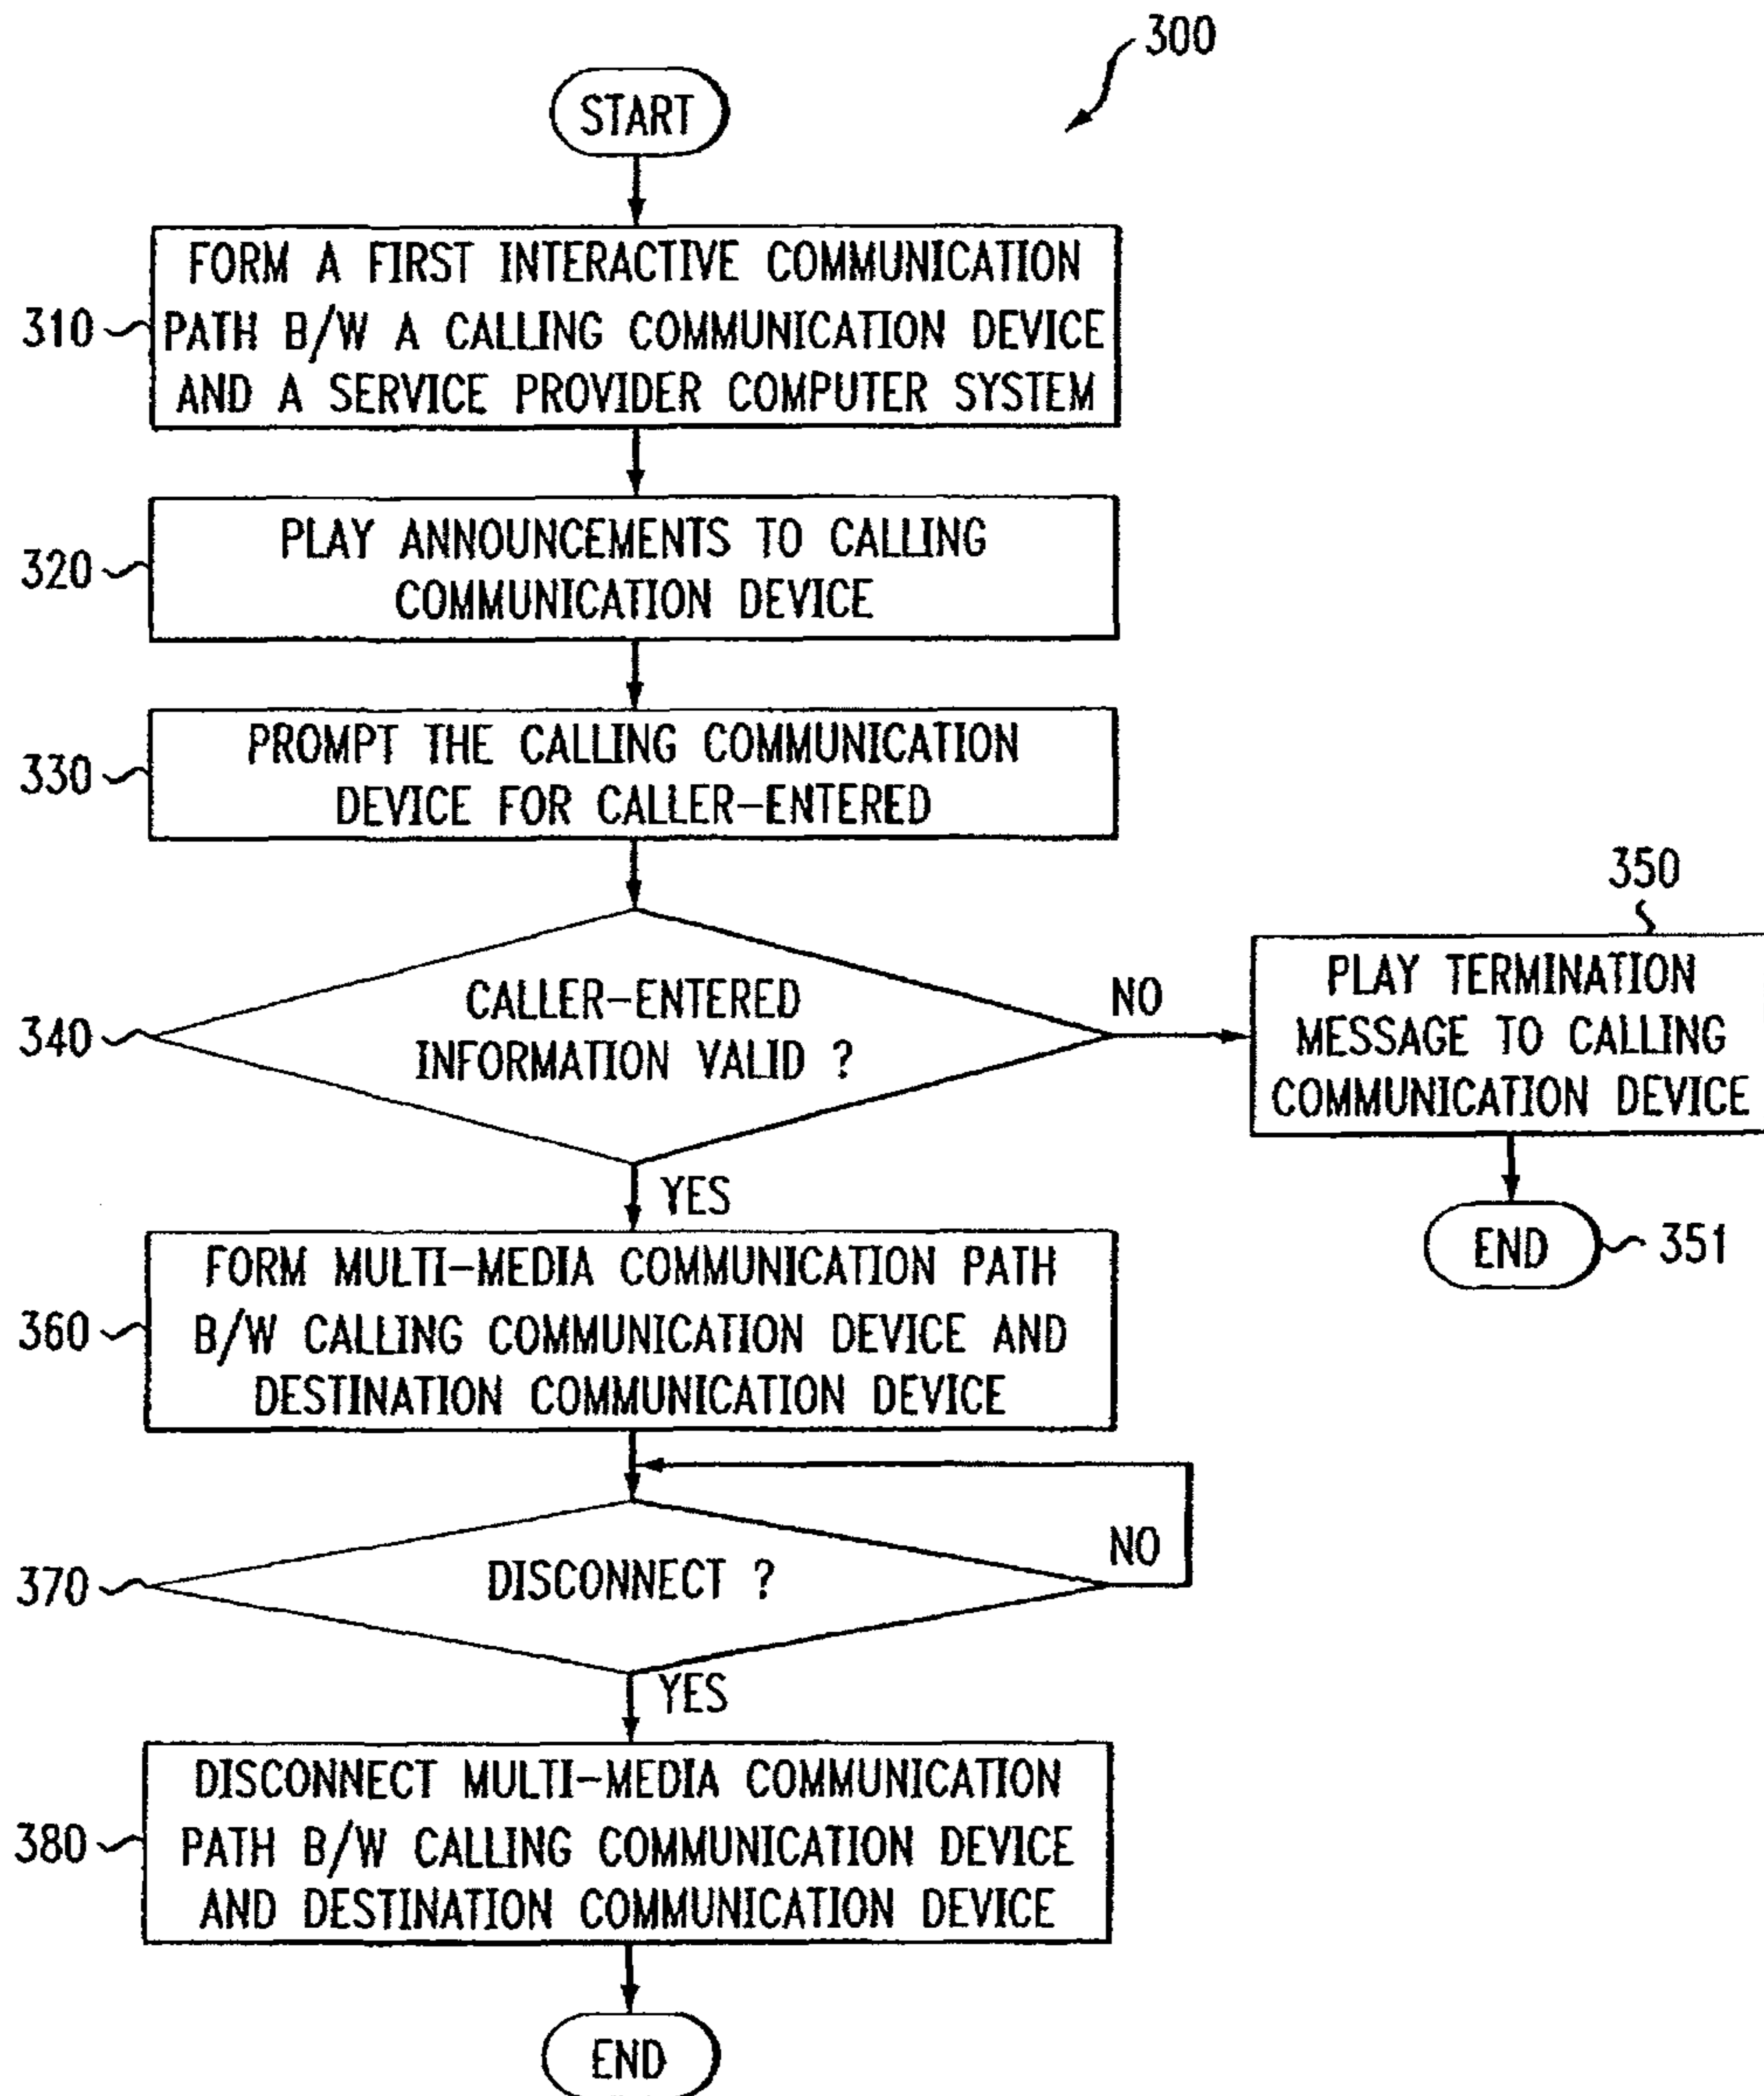 300
START
310
FORM A FIRST INTERACTIVE COMMUNICATION
PATH B/W A CALLING COMMUNICATION DEVICE
AND A SERVICE PROVIDER COMPUTER SYSTEM
320
PLAY ANNOUNCEMENTS TO CALLING
COMMUNICATION DEVICE
330
PROMPT THE CALLING COMMUNICATION
DEVICE FOR CALLER-ENTERED
340
CALLER-ENTERED
INFORMATION VALID ?
NO
350
PLAY TERMINATION
MESSAGE TO CALLING
COMMUNICATION DEVICE
END
351
YES
360
FORM MULTI-MEDIA COMMUNICATION PATH
B/W CALLING COMMUNICATION DEVICE AND
DESTINATION COMMUNICATION DEVICE
370
DISCONNECT ?
NO
YES
380
DISCONNECT MULTI-MEDIA COMMUNICATION
PATH B/W CALLING COMMUNICATION DEVICE
AND DESTINATION COMMUNICATION DEVICE
END